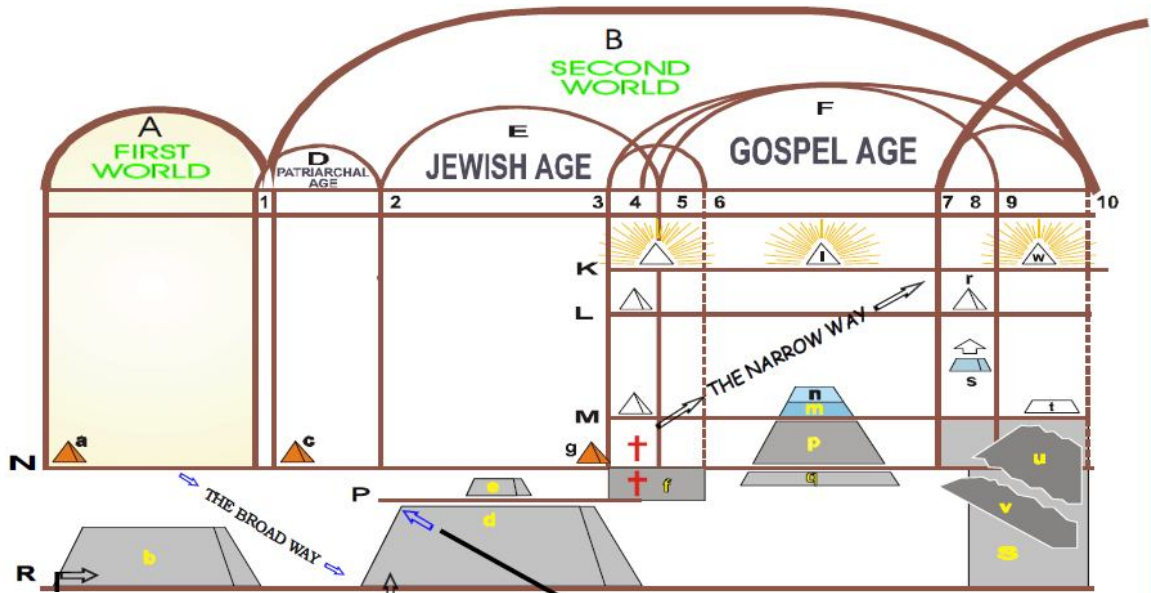 B
SECOND
WORLD
A
FIRST
WORLD
D
PATRIARCHAL
AGE
E
JEWISH AGE
F
GOSPEL AGE
1
2
3
4
5
6
7
8
9
10
K
l
w
L
r
THE NARROW WAY
s
n
M
m
t
a
c
g
p
u
N
P
e
f
q
THE BROAD WAY
d
v
b
S
R